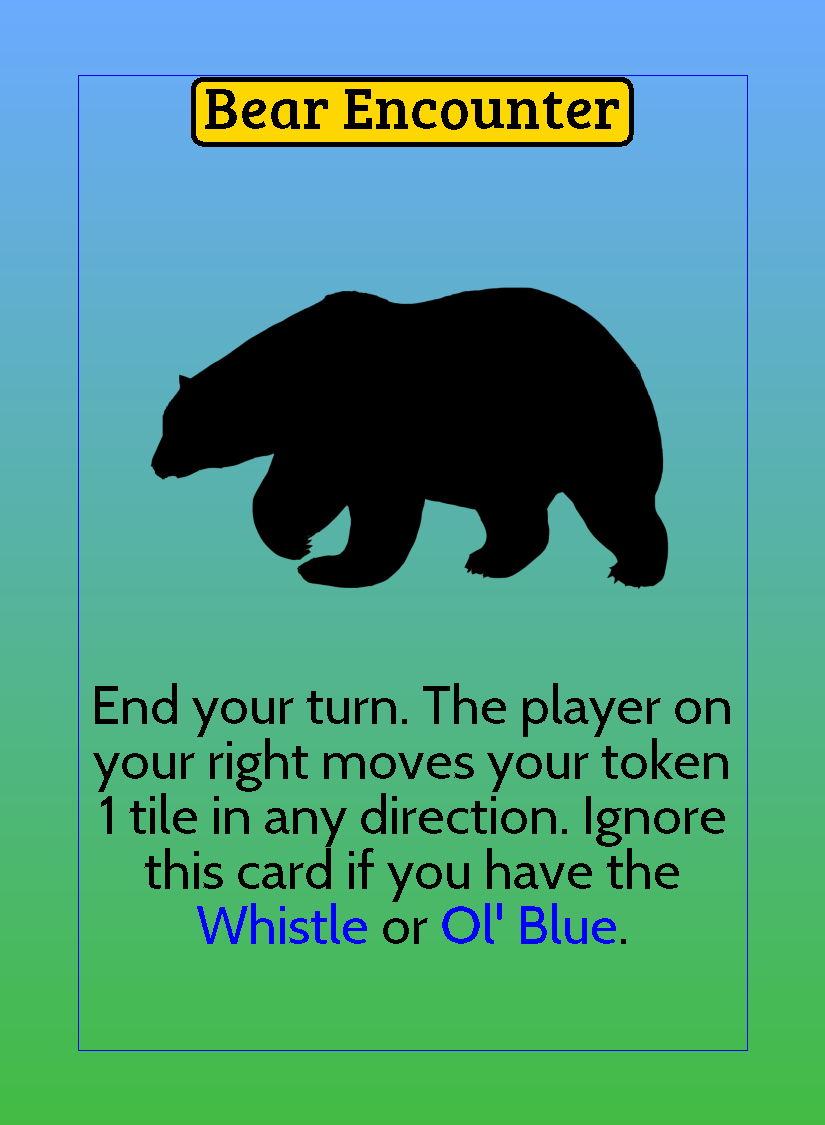 Bear Encounter
End your turn. The player on
your right moves your token
1 tile in any direction. Ignore
this card if you have the
Whistle or Ol' Blue.